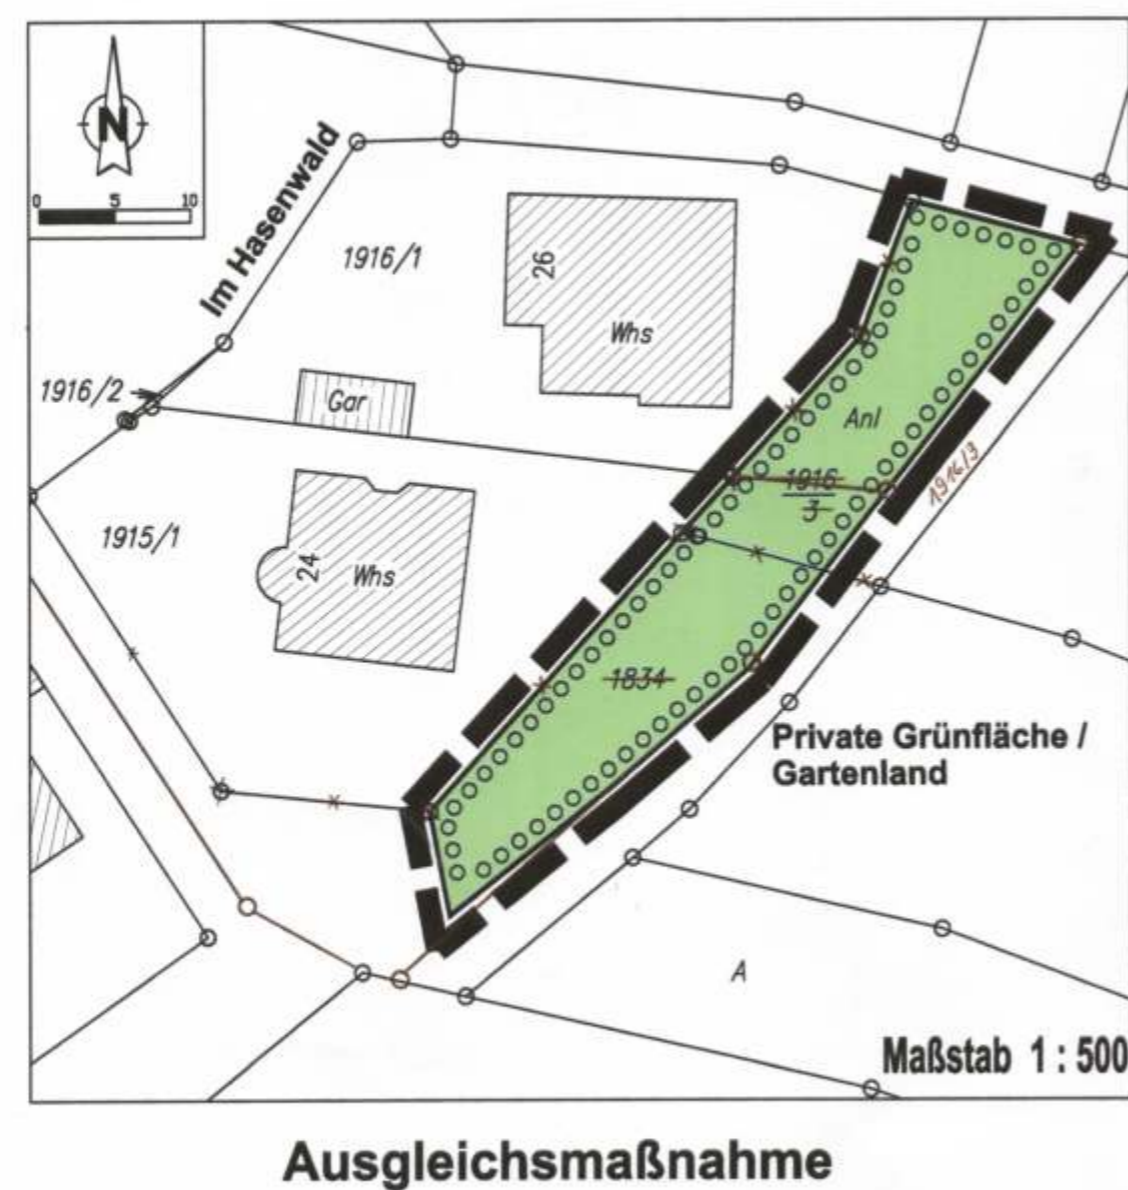 N
0 5 10
Im Hasenwald
1916/1
26
Whs
1916/2
Gar
Anl
1916
3
1916/3
1915/1
24
Whs
1834
Private Grünfläche /
Gartenland
A
Maßstab 1 : 500
Ausgleichsmaßnahme